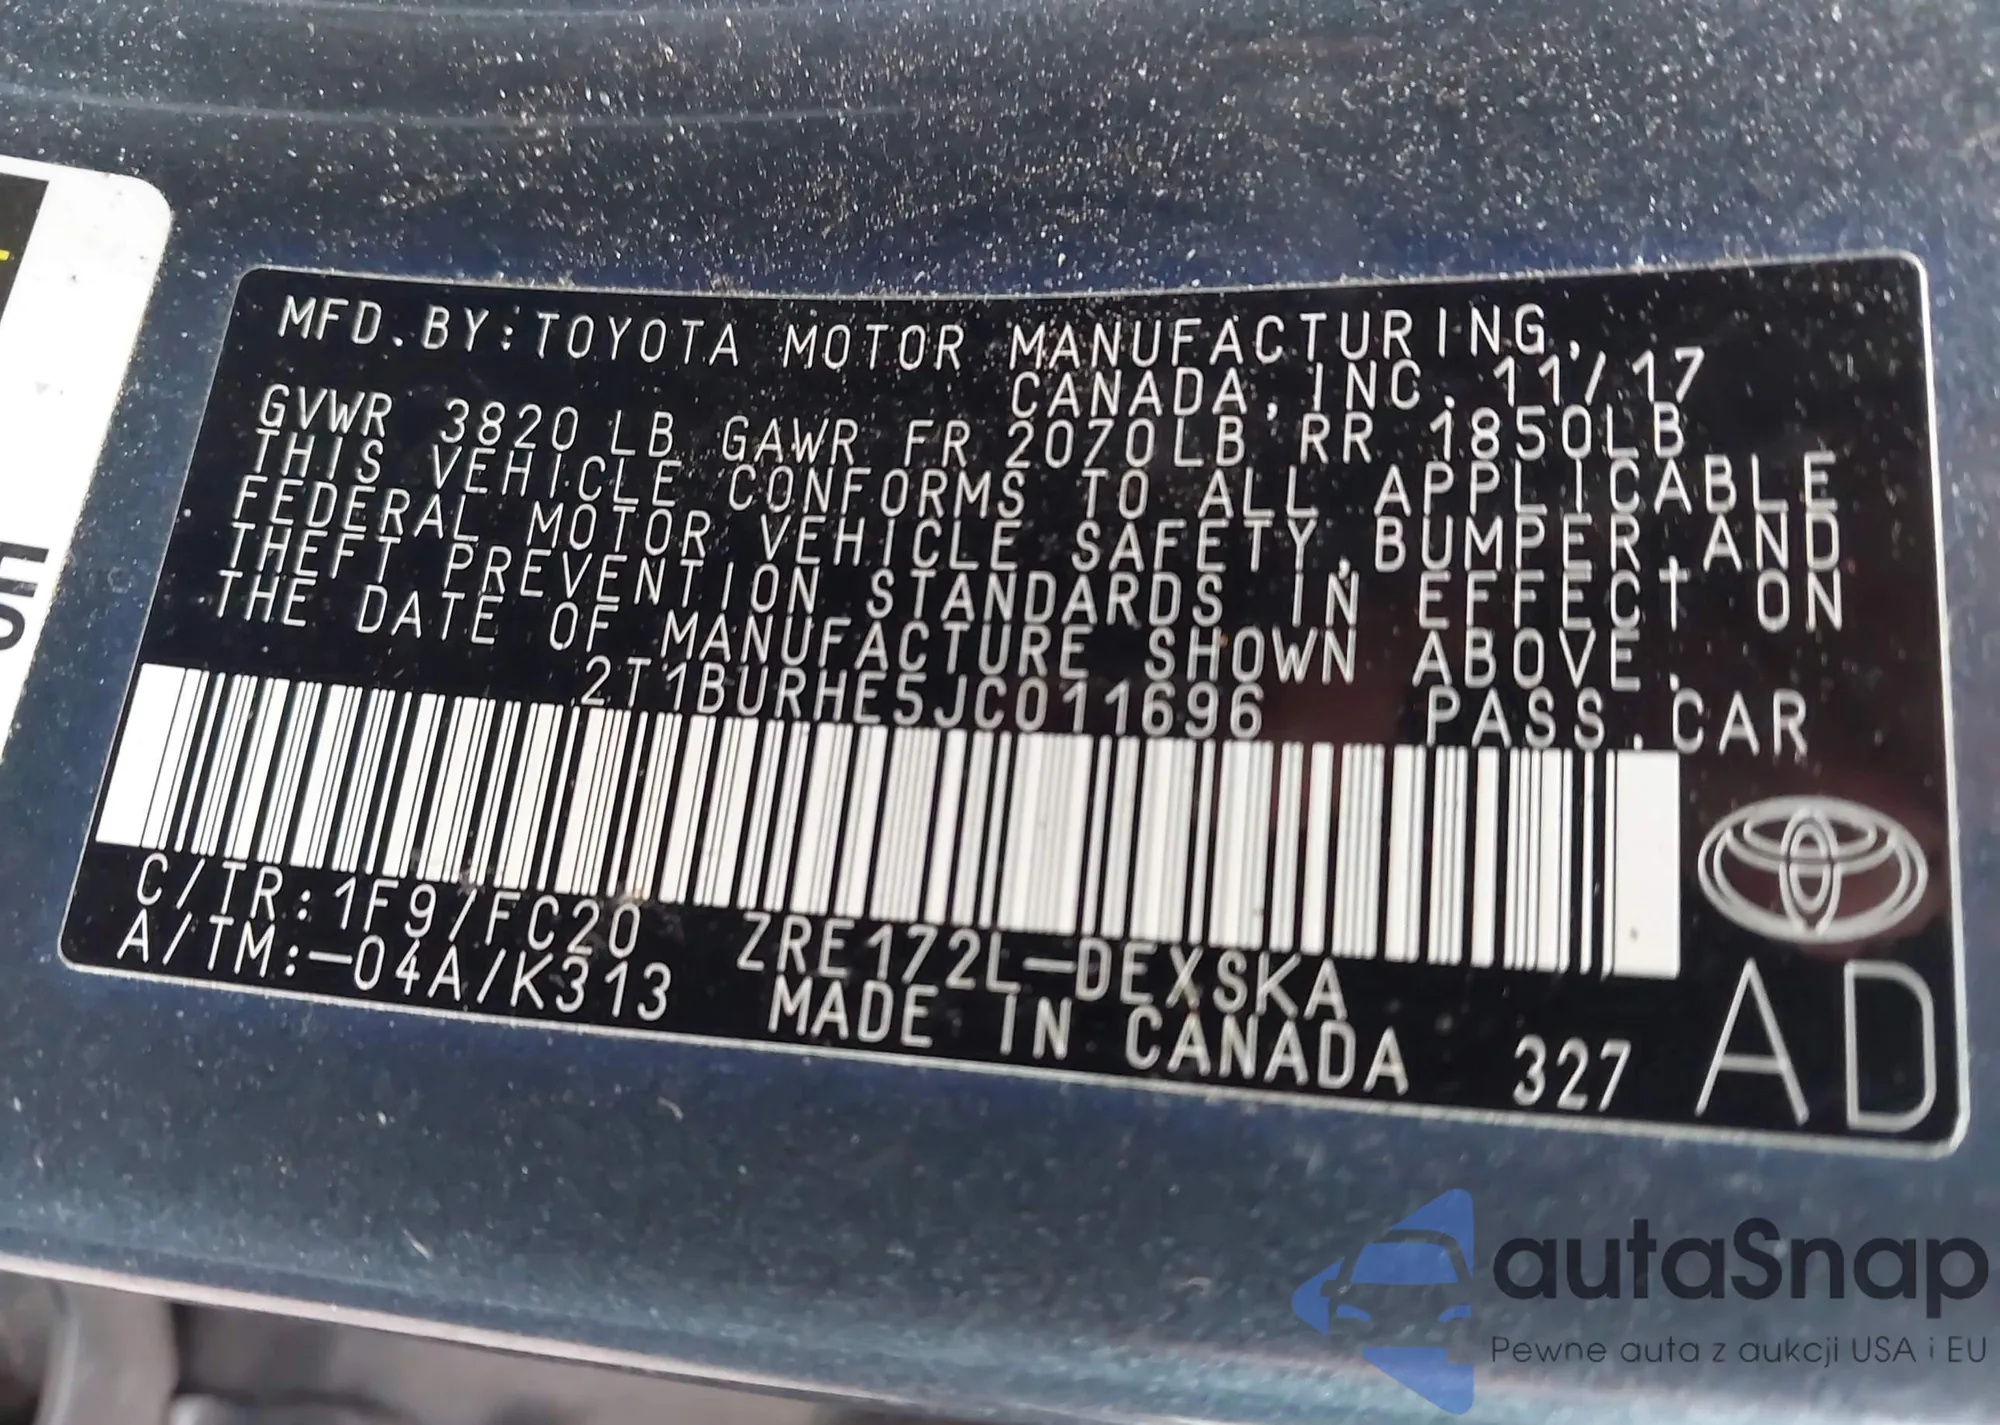 MFD.BY:TOYOTA MOTOR MANUFACTURING,
CANADA,INC. 11/17
GVWR 3820LB GAWR FR 2070LB RR 1850LB
THIS VEHICLE CONFORMS TO ALL APPLICABLE
FEDERAL MOTOR VEHICLE SAFETY,BUMPER,AND
THEFT PREVENTION STANDARDS IN EFFECT ON
THE DATE OF MANUFACTURE SHOWN ABOVE.
2T1BURHE5JC011696 PASS.CAR
C/TR:1F9/FC20 ZRE172L-DEXSKA
A/TM:-04A/K313 MADE IN CANADA 327 AD
autaSnap
Pewne auta z aukcji USA i EU